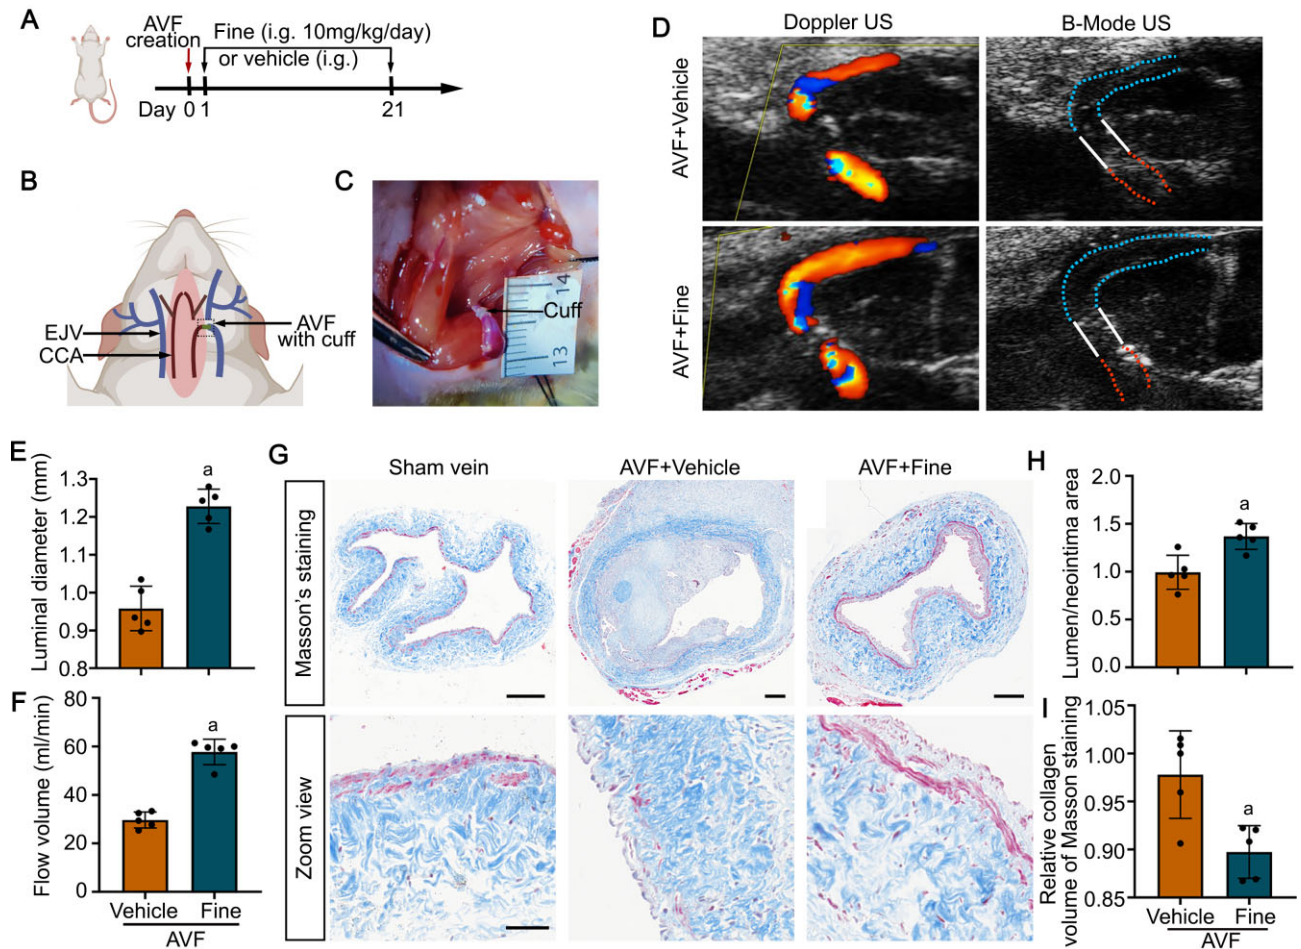 A
AVF
creation
Fine (i.g. 10mg/kg/day)
or vehicle (i.g.)
Day 0 1 21
B
EJV
CCA
AVF
with cuff
C
Cuff
14
13
D
Doppler US
B-Mode US
AVF+Vehicle
AVF+Fine
E
Luminal diameter (mm)
1.3
1.2
1.1
1.0
0.9
0.8
a
F
Flow volume (ml/min)
80
60
40
20
0
a
Vehicle Fine
AVF
G
Sham vein
AVF+Vehicle
AVF+Fine
Masson's staining
Zoom view
H
Lumen/neointima area
2.0
1.5
1.0
0.5
0.0
a
I
Relative collagen
volume of Masson staining
1.05
1.00
0.95
0.90
0.85
a
Vehicle Fine
AVF